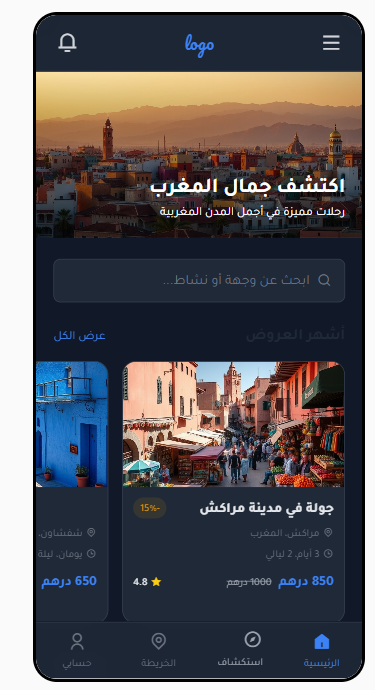 logo
اكتشف جمال المغرب
رحلات مميزة في أجمل المدن المغربية
ابحث عن وجهة أو نشاط...
أشهر العروض
عرض الكل
جولة في مدينة مراكش
-15%
مراكش، المغرب
3 أيام، 2 ليالي
850 درهم
1000 درهم
4.8
شفشاون،
يومان، ليلة
650 درهم
الرئيسية
استكشاف
الخريطة
حسابي